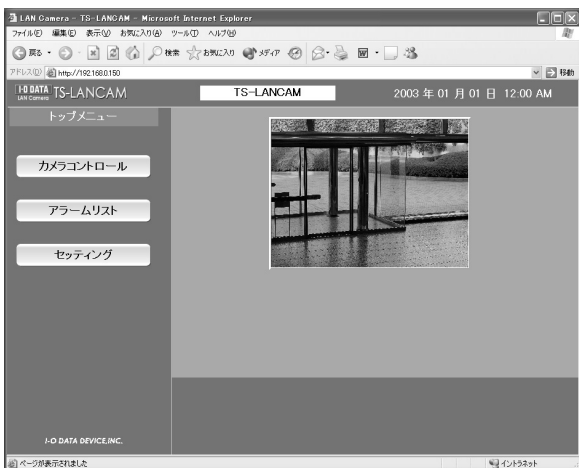 LAN Camera - TS-LANCAM - Microsoft Internet Explorer
ファイル(F) 編集(E) 表示(V) お気に入り(A) ツール(T) ヘルプ(H)
戻る 検索 お気に入り メディア
アドレス(D) http://192.168.0.150 移動
I-O DATA LAN Camera TS-LANCAM TS-LANCAM 2003 年 01 月 01 日 12:00 AM
トップメニュー
カメラコントロール
アラームリスト
セッティング
I-O DATA DEVICE,INC.
ページが表示されました イントラネット